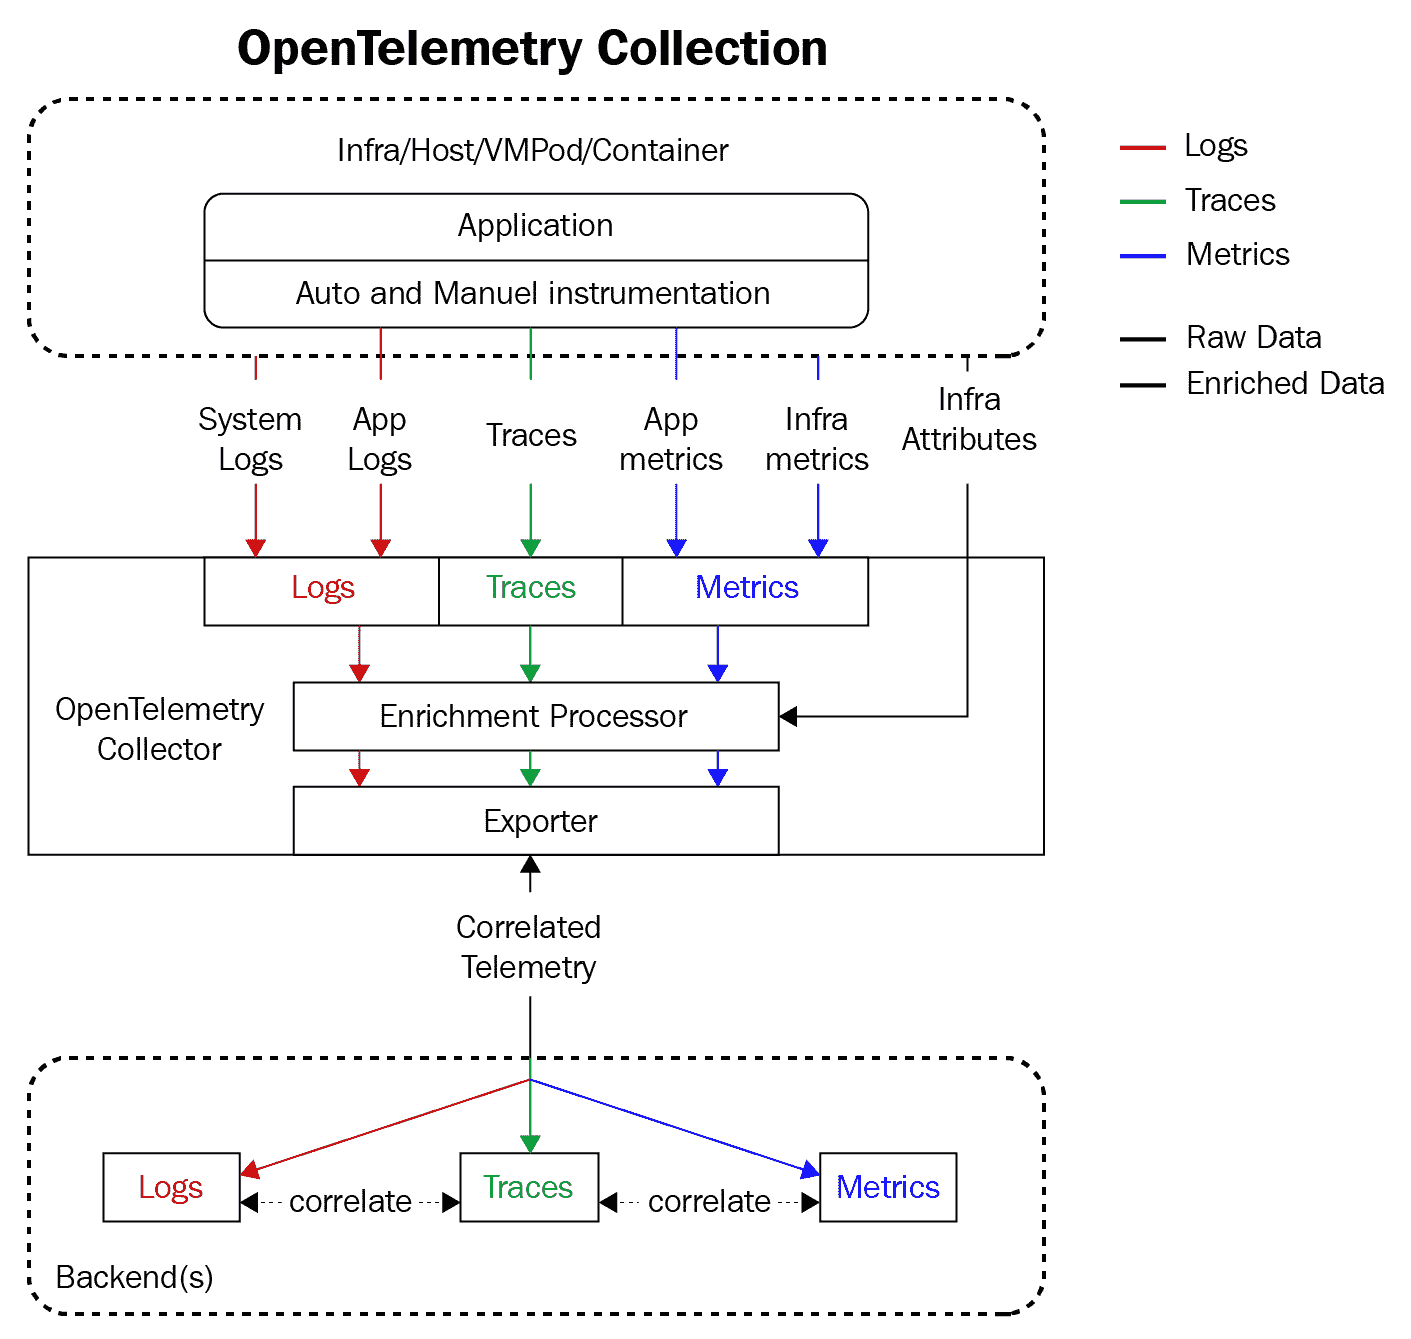 OpenTelemetry Collection
Infra/Host/VMPod/Container
Application
Auto and Manuel instrumentation
Logs
Traces
Metrics
Raw Data
Enriched Data
System
Logs
App
Logs
Traces
App
metrics
Infra
metrics
Infra
Attributes
Logs
Traces
Metrics
OpenTelemetry
Collector
Enrichment Processor
Exporter
Correlated
Telemetry
Logs
correlate
Traces
correlate
Metrics
Backend(s)